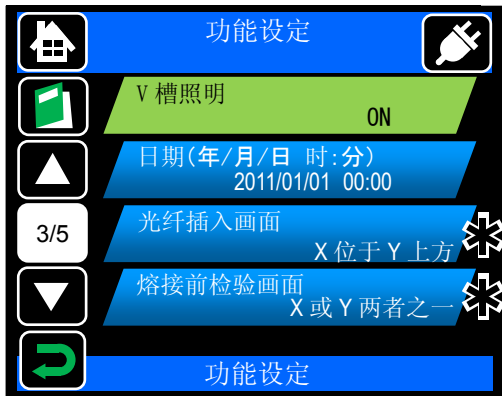 功能设定
V 槽照明
ON
日期(年/月/日 时:分)
2011/01/01 00:00
3/5
光纤插入画面
X 位于 Y 上方
熔接前检验画面
X 或 Y 两者之一
功能设定